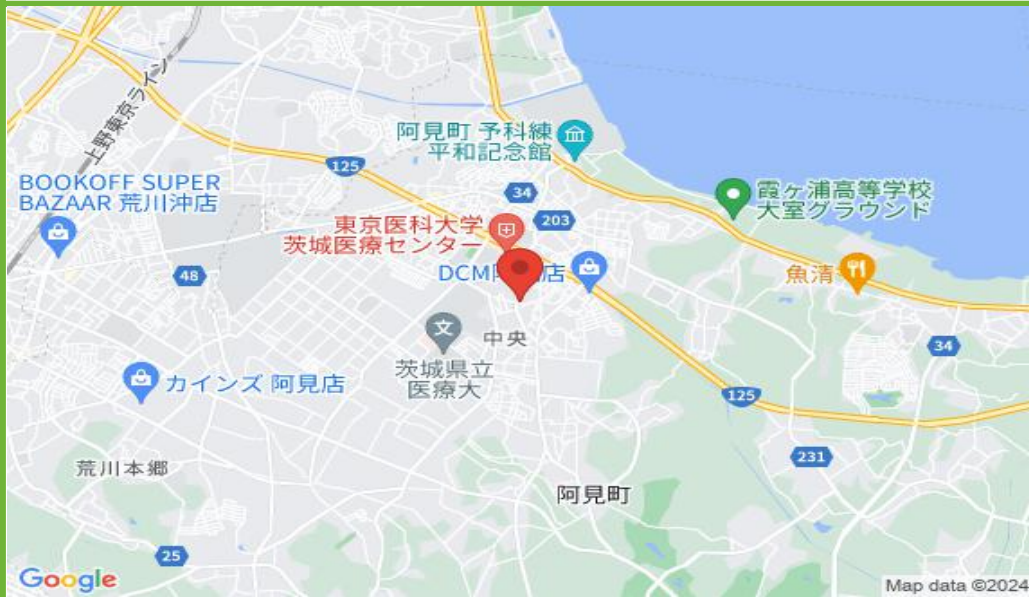 上野東京ライン
阿見町 予科練
平和記念館
125
BOOKOFF SUPER
BAZAAR 荒川沖店
34
203
霞ヶ浦高等学校
大室グラウンド
東京医科大学
茨城医療センター
48
DCM
店
魚清
中央
34
茨城県立
医療大
カインズ 阿見店
125
荒川本郷
231
阿見町
25
Google
Map data ©2024